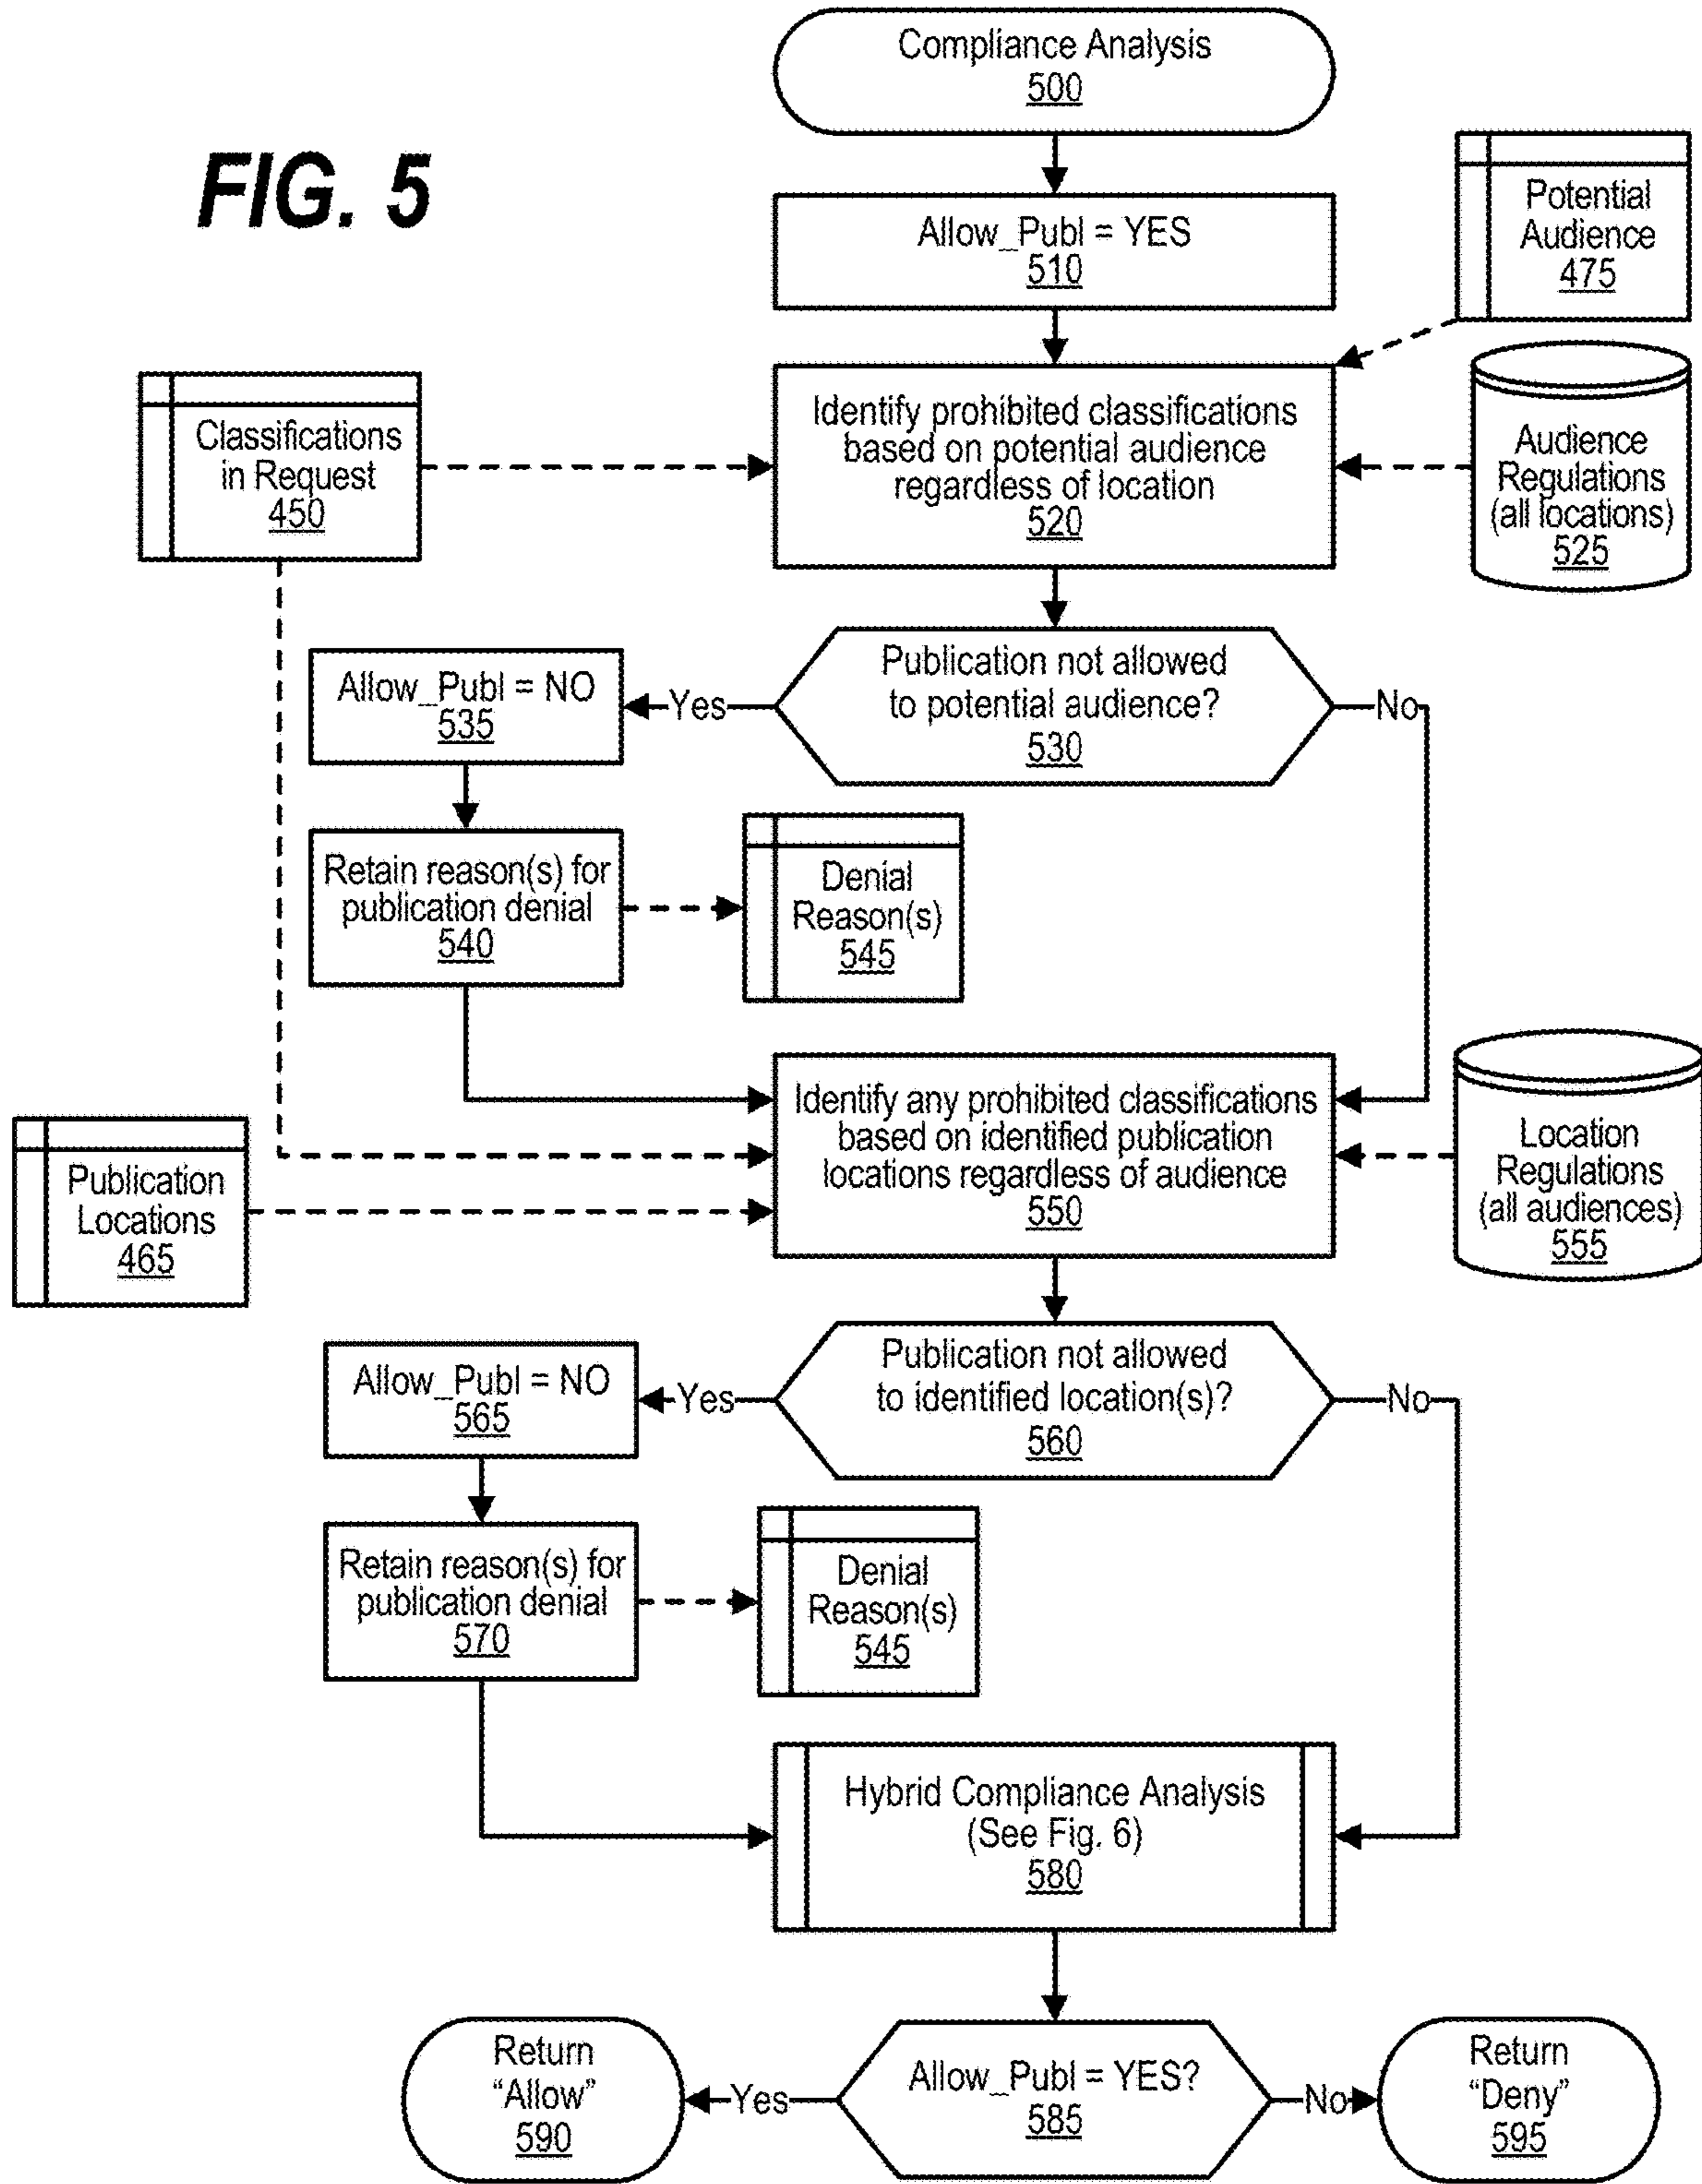 Compliance Analysis
500
FIG. 5
Potential
Audience
475
Allow_Publ = YES
510
Classifications
in Request
450
Identify prohibited classifications
based on potential audience
regardless of location
520
Audience
Regulations
(all locations)
525
Publication not allowed
to potential audience?
530
Yes
No
Allow_Publ = NO
535
Retain reason(s) for
publication denial
540
Denial
Reason(s)
545
Identify any prohibited classifications
based on identified publication
locations regardless of audience
550
Location
Regulations
(all audiences)
555
Publication
Locations
465
Publication not allowed
to identified location(s)?
560
Yes
No
Allow_Publ = NO
565
Retain reason(s) for
publication denial
570
Denial
Reason(s)
545
Hybrid Compliance Analysis
(See Fig. 6)
580
Allow_Publ = YES?
585
Yes
No
Return
“Allow”
590
Return
“Deny”
595